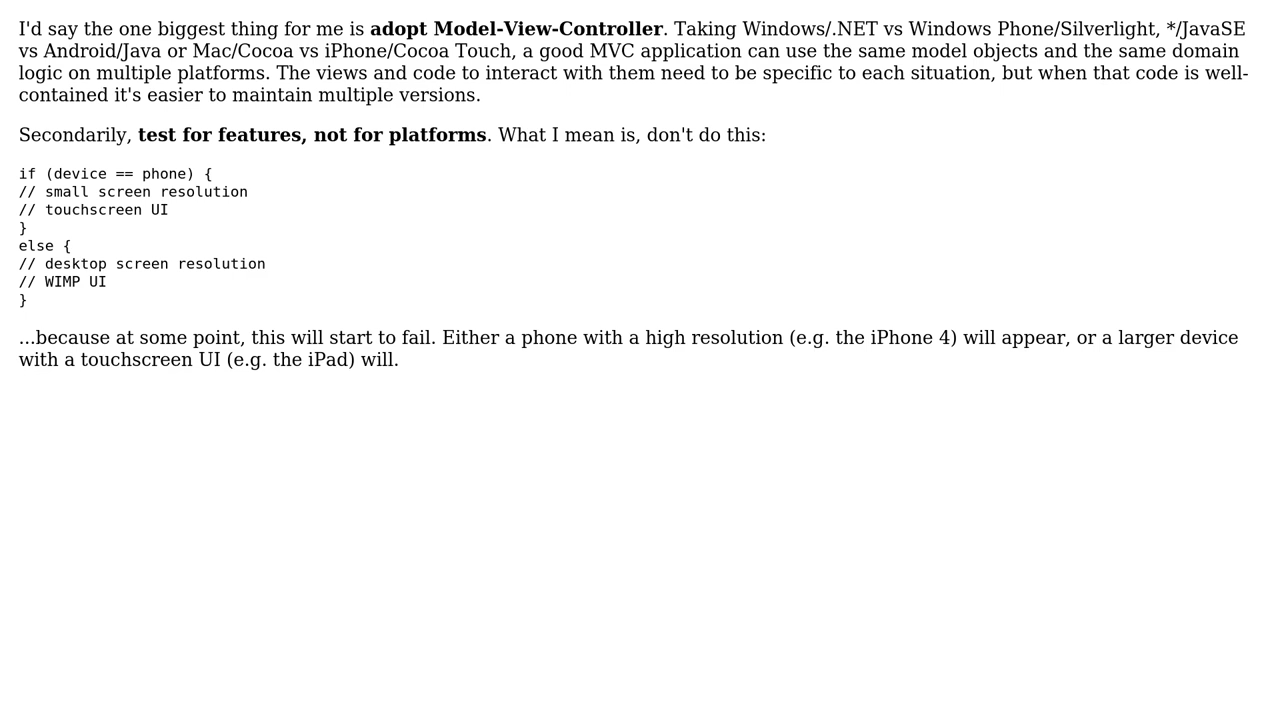 I'd say the one biggest thing for me is adopt Model-View-Controller. Taking Windows/.NET vs Windows Phone/Silverlight, */JavaSE
vs Android/Java or Mac/Cocoa vs iPhone/Cocoa Touch, a good MVC application can use the same model objects and the same domain
logic on multiple platforms. The views and code to interact with them need to be specific to each situation, but when that code is well-
contained it's easier to maintain multiple versions.
Secondarily, test for features, not for platforms. What I mean is, don't do this:
if (device == phone) {
// small screen resolution
// touchscreen UI
}
else {
// desktop screen resolution
// WIMP UI
}
...because at some point, this will start to fail. Either a phone with a high resolution (e.g. the iPhone 4) will appear, or a larger device
with a touchscreen UI (e.g. the iPad) will.